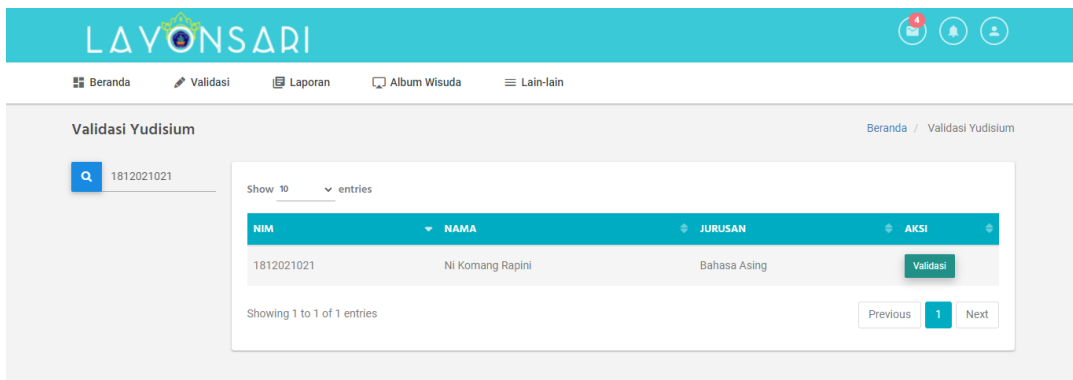 LAYONSARI
4
Beranda Validasi Laporan Album Wisuda Lain-lain
Validasi Yudisium
Beranda / Validasi Yudisium
1812021021
Show 10 entries
NIM NAMA JURUSAN AKSI
1812021021 Ni Komang Rapini Bahasa Asing Validasi
Showing 1 to 1 of 1 entries
Previous 1 Next